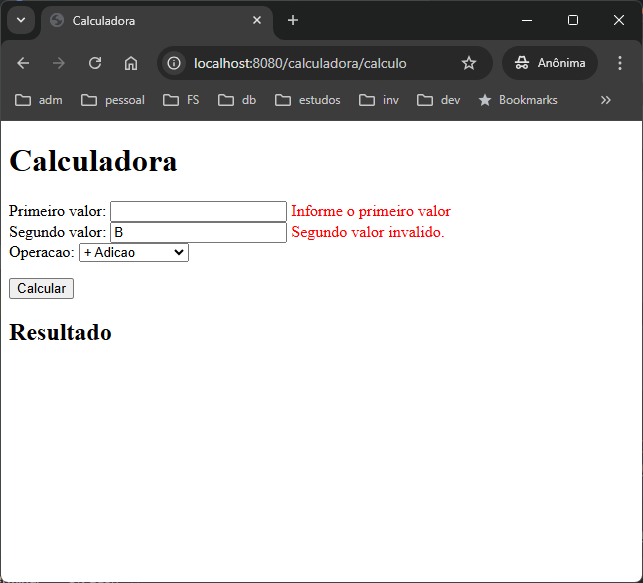 Calculadora
localhost:8080/calculadora/calculo Anônima
adm pessoal FS db estudos inv dev Bookmarks
Calculadora
Primeiro valor: Informe o primeiro valor
Segundo valor: B Segundo valor invalido.
Operacao: + Adicao
Calcular
Resultado